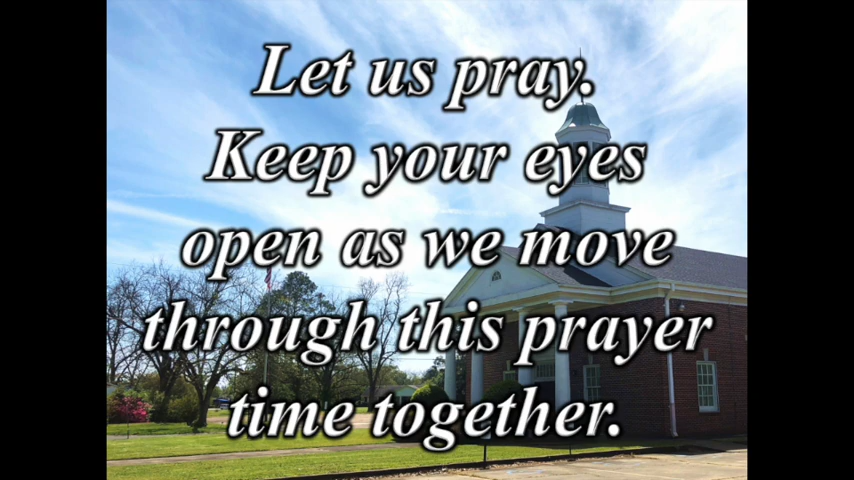 Let us pray.
Keep your eyes
open as we move
through this prayer
time together.